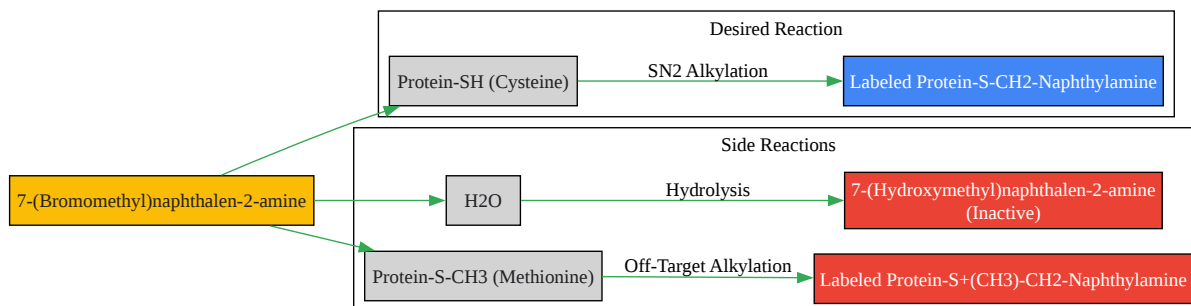 Desired Reaction
Protein-SH (Cysteine)
SN2 Alkylation
Labeled Protein-S-CH2-Naphthylamine
Side Reactions
7-(Bromomethyl)naphthalen-2-amine
H2O
Hydrolysis
7-(Hydroxymethyl)naphthalen-2-amine
(Inactive)
Protein-S-CH3 (Methionine)
Off-Target Alkylation
Labeled Protein-S+(CH3)-CH2-Naphthylamine